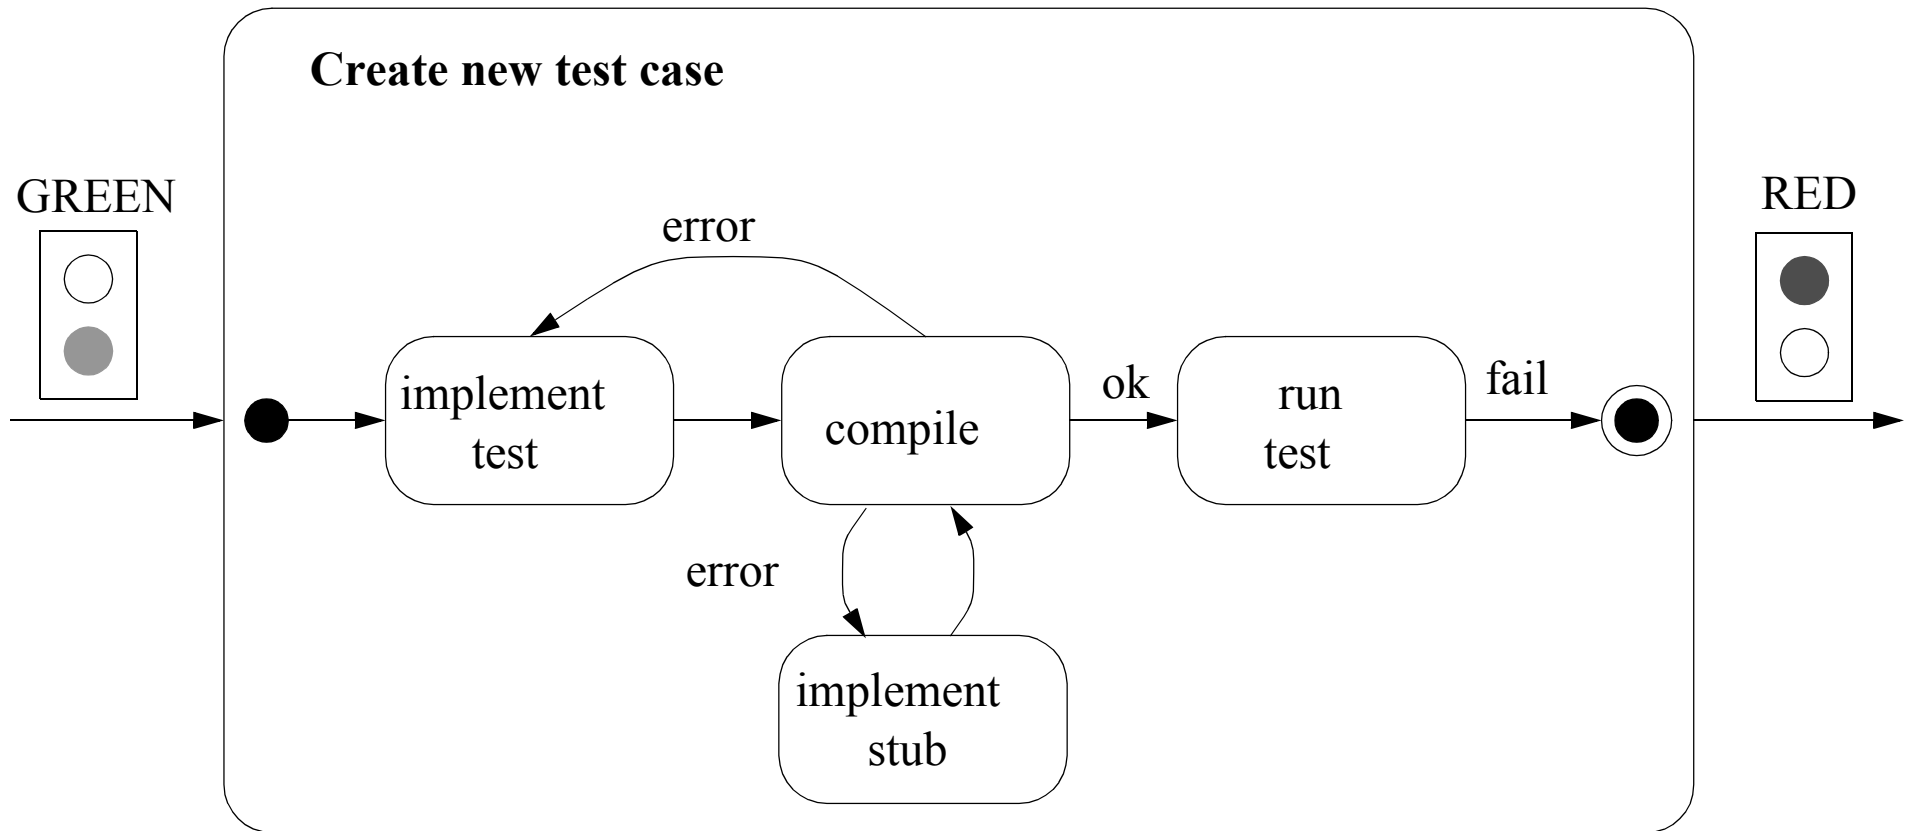 Create new test case
GREEN
RED
error
implement
test
compile
ok
run
test
fail
error
implement
stub